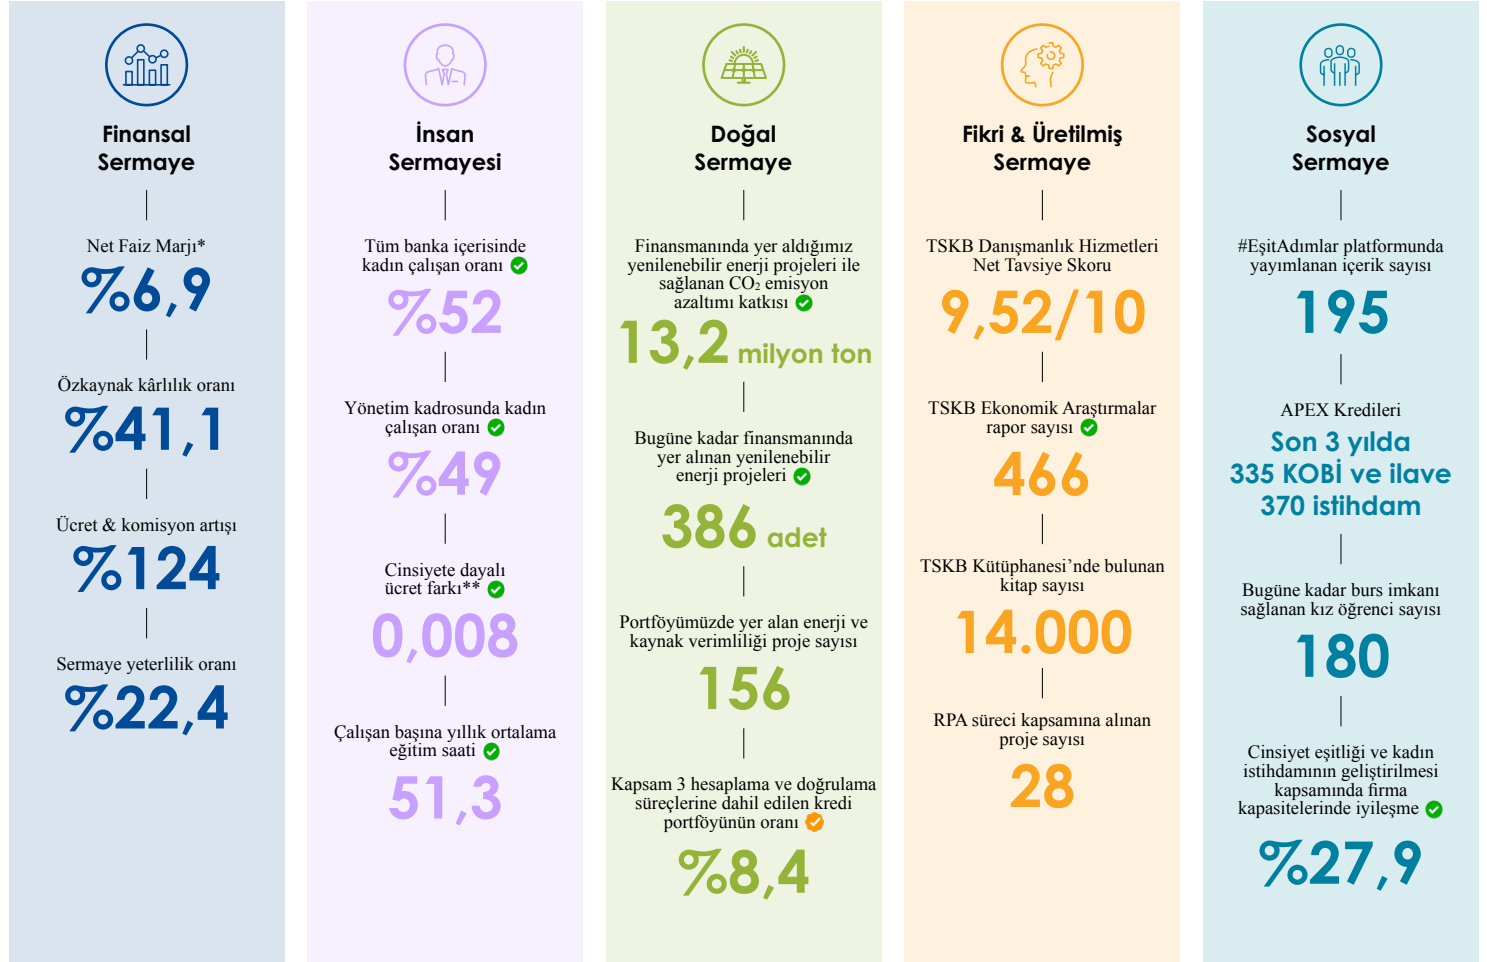 Finansal
Sermaye
Net Faiz Marjı*
%6,9
Özkaynak kârlılık oranı
%41,1
Ücret & komisyon artışı
%124
Sermaye yeterlilik oranı
%22,4
İnsan
Sermayesi
Tüm banka içerisinde
kadın çalışan oranı
%52
Yönetim kadrosunda kadın
çalışan oranı
%49
Cinsiyete dayalı
ücret farkı**
0,008
Çalışan başına yıllık ortalama
eğitim saati
51,3
Doğal
Sermaye
Finansmanında yer aldığımız
yenilenebilir enerji projeleri ile
sağlanan CO₂ emisyon
azaltımı katkısı
13,2 milyon ton
Bugüne kadar finansmanında
yer alınan yenilenebilir
enerji projeleri
386 adet
Portföyümüzde yer alan enerji ve
kaynak verimliliği proje sayısı
156
Kapsam 3 hesaplama ve doğrulama
süreçlerine dahil edilen kredi
portföyünün oranı
%8,4
Fikri & Üretilmiş
Sermaye
TSKB Danışmanlık Hizmetleri
Net Tavsiye Skoru
9,52/10
TSKB Ekonomik Araştırmalar
rapor sayısı
466
TSKB Kütüphanesi’nde bulunan
kitap sayısı
14.000
RPA süreci kapsamına alınan
proje sayısı
28
Sosyal
Sermaye
#EşitAdımlar platformunda
yayımlanan içerik sayısı
195
APEX Kredileri
Son 3 yılda
335 KOBİ ve ilave
370 istihdam
Bugüne kadar burs imkanı
sağlanan kız öğrenci sayısı
180
Cinsiyet eşitliği ve kadın
istihdamının geliştirilmesi
kapsamında firma
kapasitelerinde iyileşme
%27,9